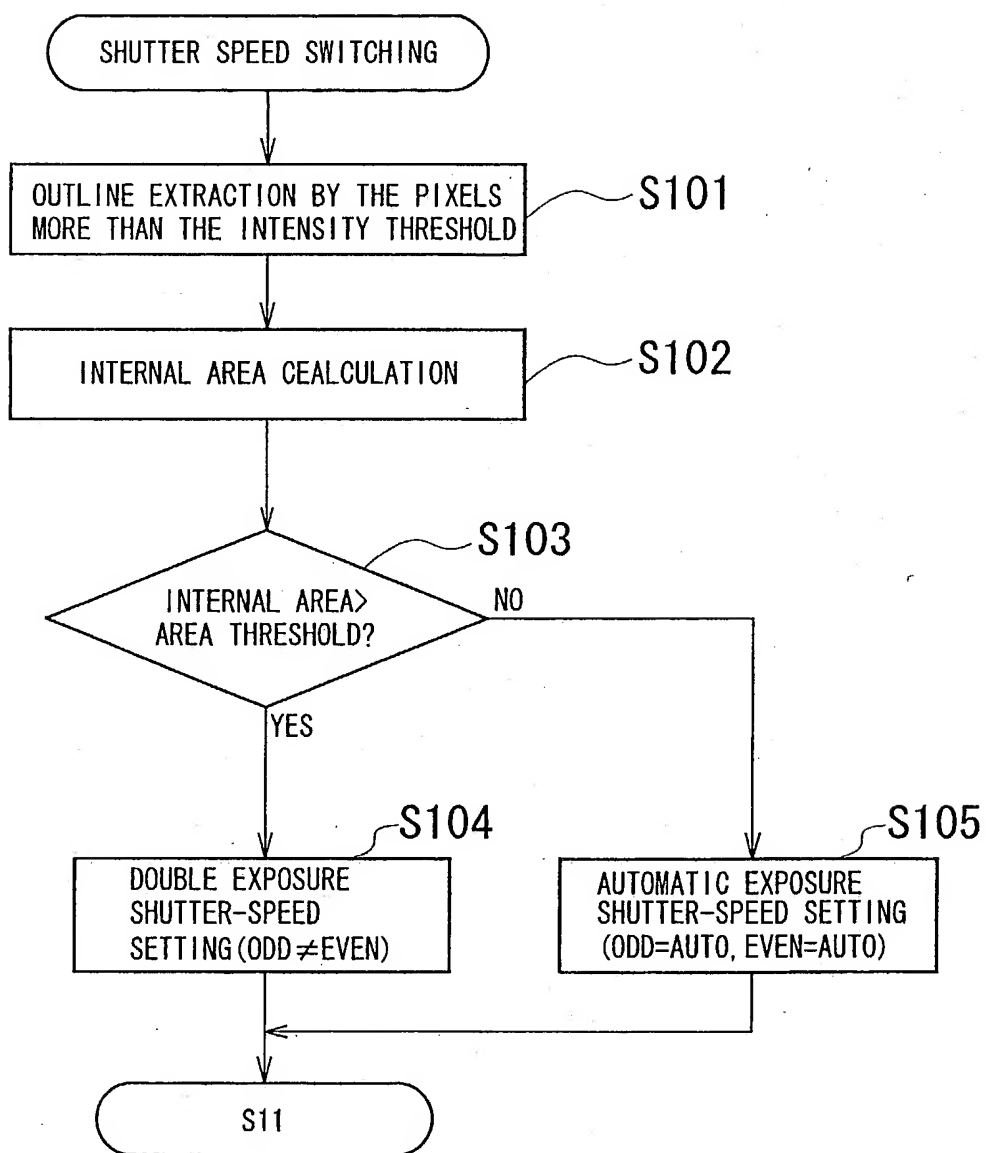 SHUTTER SPEED SWITCHING
OUTLINE EXTRACTION BY THE PIXELS
MORE THAN THE INTENSITY THRESHOLD
S101
INTERNAL AREA CEALCULATION
S102
S103
INTERNAL AREA>
AREA THRESHOLD?
NO
YES
S104
DOUBLE EXPOSURE
SHUTTER-SPEED
SETTING(ODD≠EVEN)
S105
AUTOMATIC EXPOSURE
SHUTTER-SPEED SETTING
(ODD=AUTO, EVEN=AUTO)
S11